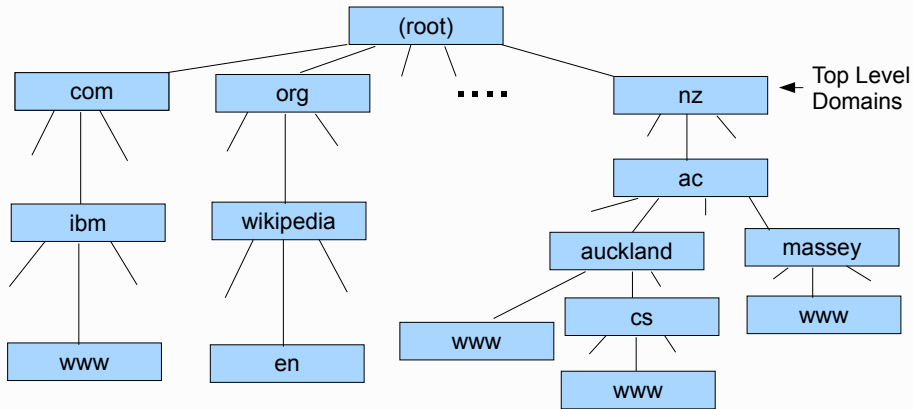 (root)
com
org
....
nz
Top Level
Domains
ac
ibm
wikipedia
auckland
massey
www
cs
www
www
en
www